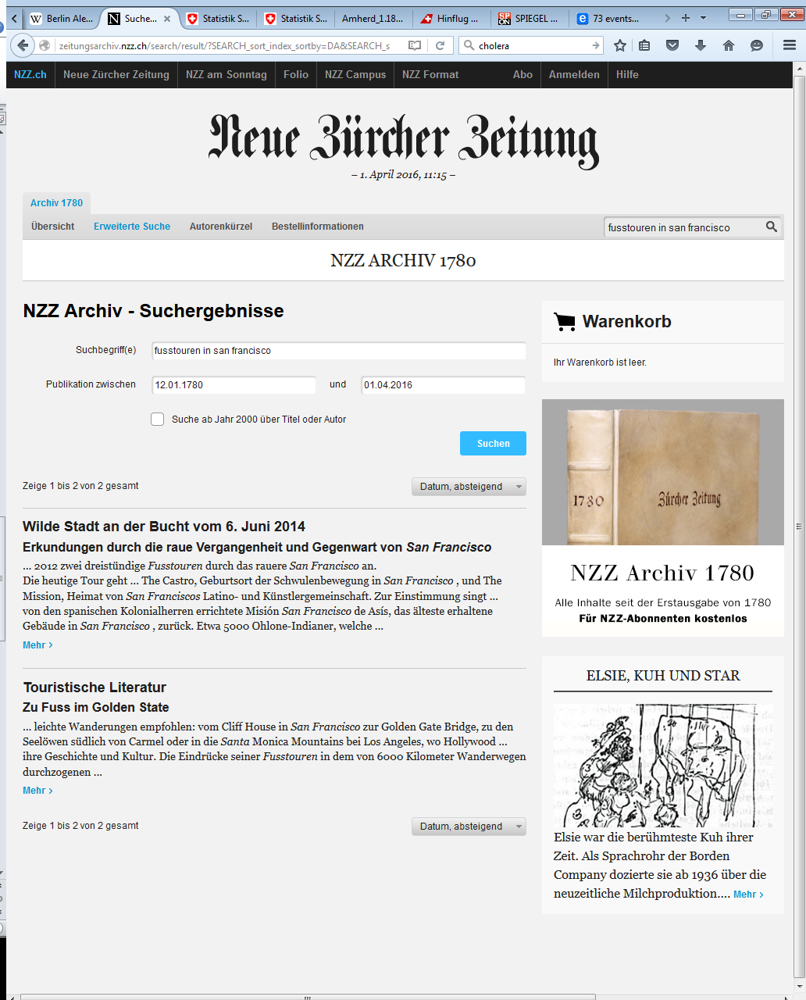 Berlin Ale...
Suche...
Statistik S...
Statistik S...
Amherd_1.18...
Hinflug ...
SPIEGEL ...
73 events...
zeitungsarchiv.nzz.ch/search/result/?SEARCH_sort_index_sortby=DA&SEARCH_s
cholera
NZZ.ch
Neue Zürcher Zeitung
NZZ am Sonntag
Folio
NZZ Campus
NZZ Format
Abo
Anmelden
Hilfe
Neue Zürcher Zeitung
– 1. April 2016, 11:15 –
Archiv 1780
Übersicht
Erweiterte Suche
Autorenkürzel
Bestellinformationen
fusstouren in san francisco
NZZ ARCHIV 1780
NZZ Archiv - Suchergebnisse
Suchbegriff(e)
fusstouren in san francisco
Publikation zwischen
12.01.1780
und
01.04.2016
Suche ab Jahr 2000 über Titel oder Autor
Suchen
Zeige 1 bis 2 von 2 gesamt
Datum, absteigend
Wilde Stadt an der Bucht vom 6. Juni 2014
Erkundungen durch die raue Vergangenheit und Gegenwart von San Francisco
... 2012 zwei dreistündige Fusstouren durch das rauere San Francisco an.
Die heutige Tour geht ... The Castro, Geburtsort der Schwulenbewegung in San Francisco , und The
Mission, Heimat von San Franciscos Latino- und Künstlergemeinschaft. Zur Einstimmung singt ...
von den spanischen Kolonialherren errichtete Misión San Francisco de Asís, das älteste erhaltene
Gebäude in San Francisco , zurück. Etwa 5000 Ohlone-Indianer, welche ...
Mehr ›
Touristische Literatur
Zu Fuss im Golden State
... leichte Wanderungen empfohlen: vom Cliff House in San Francisco zur Golden Gate Bridge, zu den
Seelöwen südlich von Carmel oder in die Santa Monica Mountains bei Los Angeles, wo Hollywood ...
ihre Geschichte und Kultur. Die Eindrücke seiner Fusstouren in dem von 6000 Kilometer Wanderwegen
durchzogenen ...
Mehr ›
Zeige 1 bis 2 von 2 gesamt
Datum, absteigend
Warenkorb
Ihr Warenkorb ist leer.
1780
Zürcher Zeitung
NZZ Archiv 1780
Alle Inhalte seit der Erstausgabe von 1780
Für NZZ-Abonnenten kostenlos
ELSIE, KUH UND STAR
Elsie war die berühmteste Kuh ihrer
Zeit. Als Sprachrohr der Borden
Company dozierte sie ab 1936 über die
neuzeitliche Milchproduktion.... Mehr ›